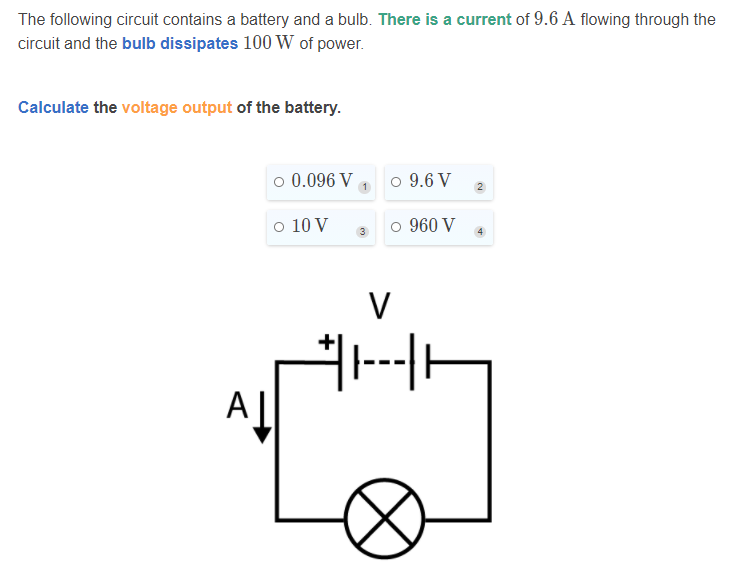 The following circuit contains a battery and a bulb. There is a current of 9.6 A flowing through the
circuit and the bulb dissipates 100 W of power.
Calculate the voltage output of the battery.
0.096 V 1
9.6 V 2
10 V 3
960 V 4
V
+
A